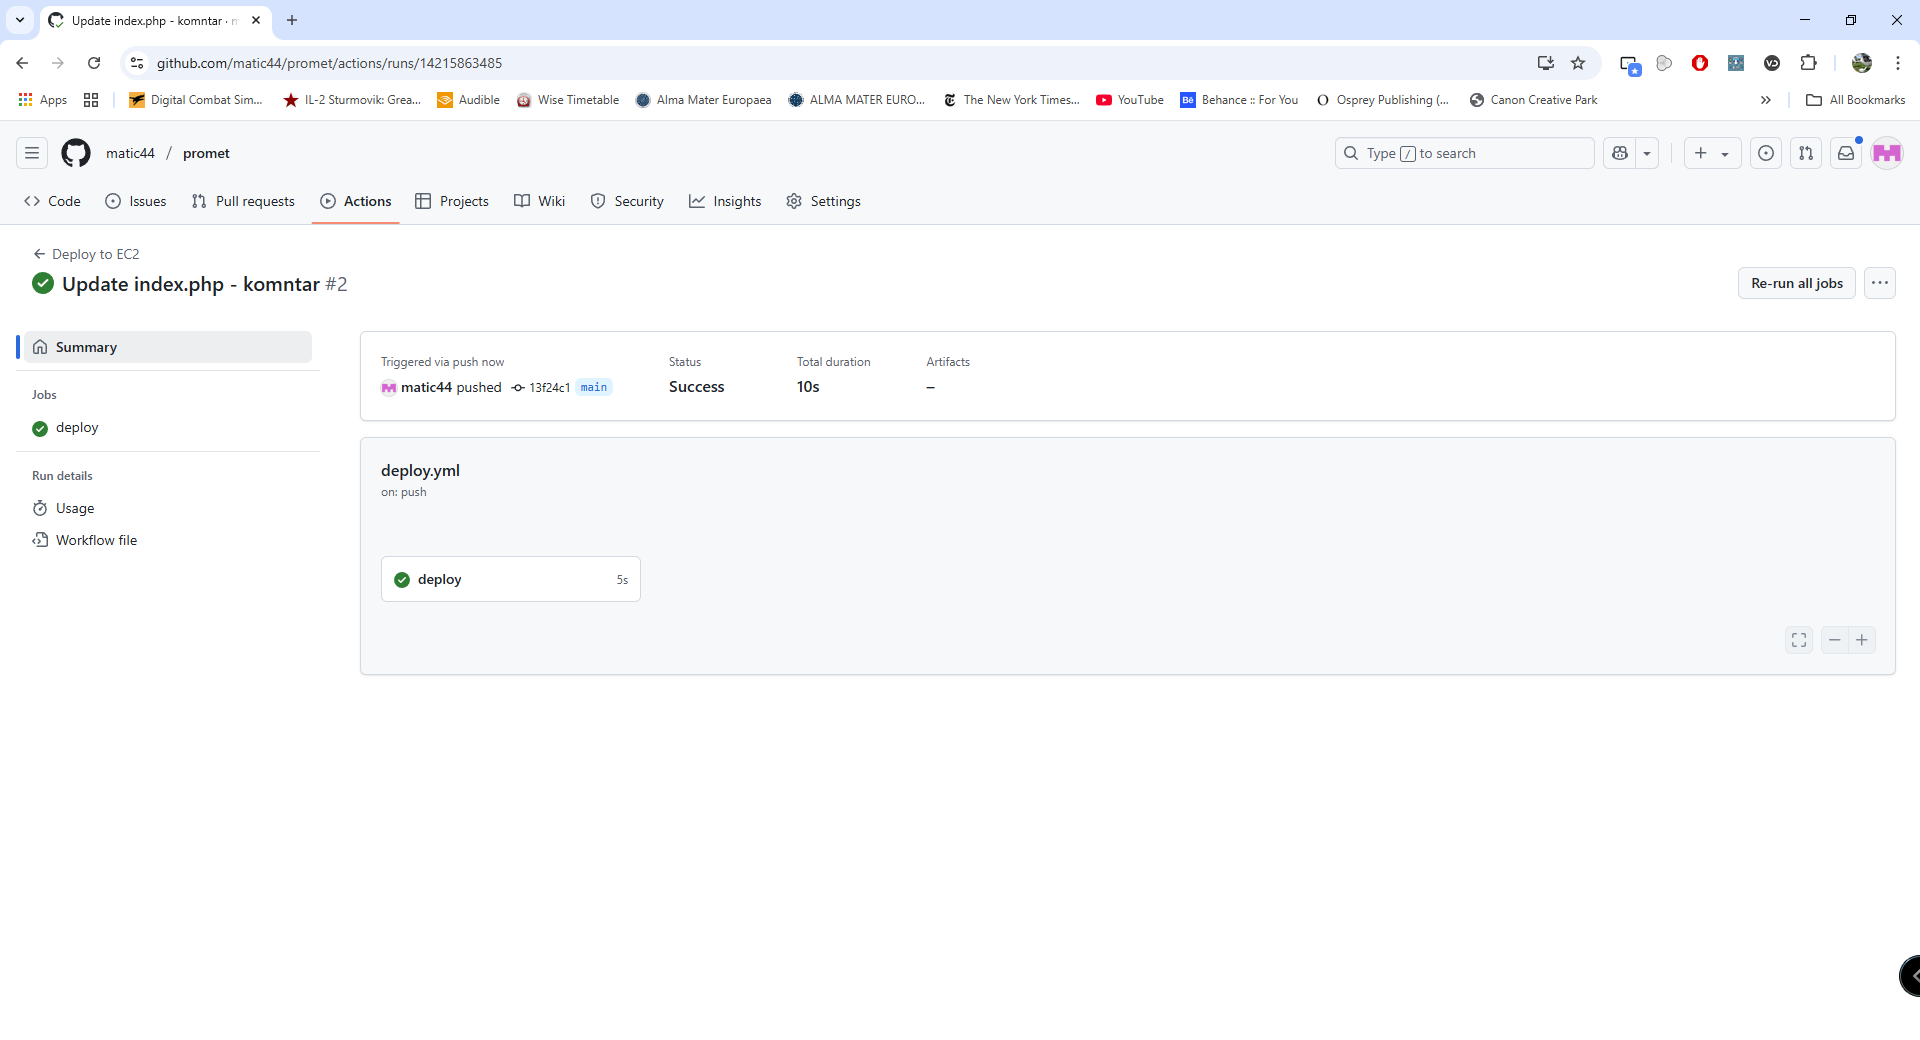 Update index.php - komntar · m
github.com/matic44/promet/actions/runs/14215863485
Apps
Digital Combat Sim...
IL-2 Sturmovik: Grea...
Audible
Wise Timetable
Alma Mater Europaea
ALMA MATER EURO...
The New York Times...
YouTube
Bē
Behance :: For You
Osprey Publishing (...
Canon Creative Park
All Bookmarks
matic44 / promet
Type / to search
Code
Issues
Pull requests
Actions
Projects
Wiki
Security
Insights
Settings
Deploy to EC2
Update index.php - komntar #2
Re-run all jobs
Summary
Jobs
deploy
Run details
Usage
Workflow file
Triggered via push now
matic44 pushed 13f24c1 main
Status
Success
Total duration
10s
Artifacts
–
deploy.yml
on: push
deploy
5s